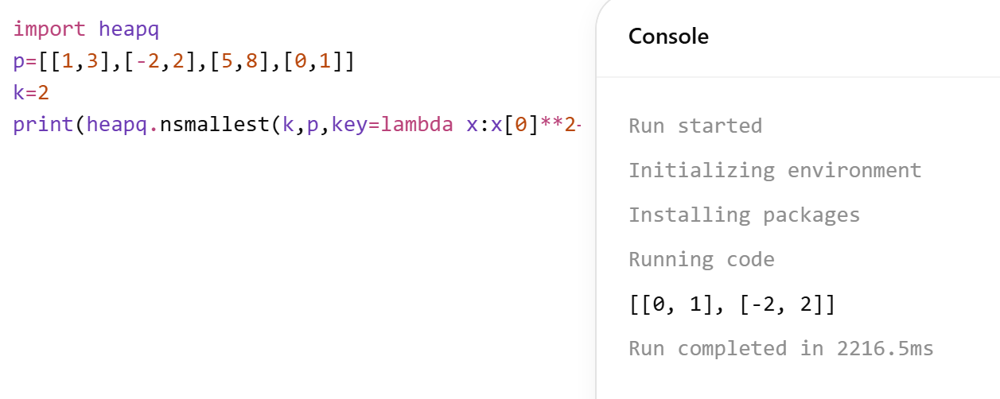 import heapq
p=[[1,3],[-2,2],[5,8],[0,1]]
k=2
print(heapq.nsmallest(k,p,key=lambda x:x[0]**2
Console
Run started
Initializing environment
Installing packages
Running code
[[0, 1], [-2, 2]]
Run completed in 2216.5ms